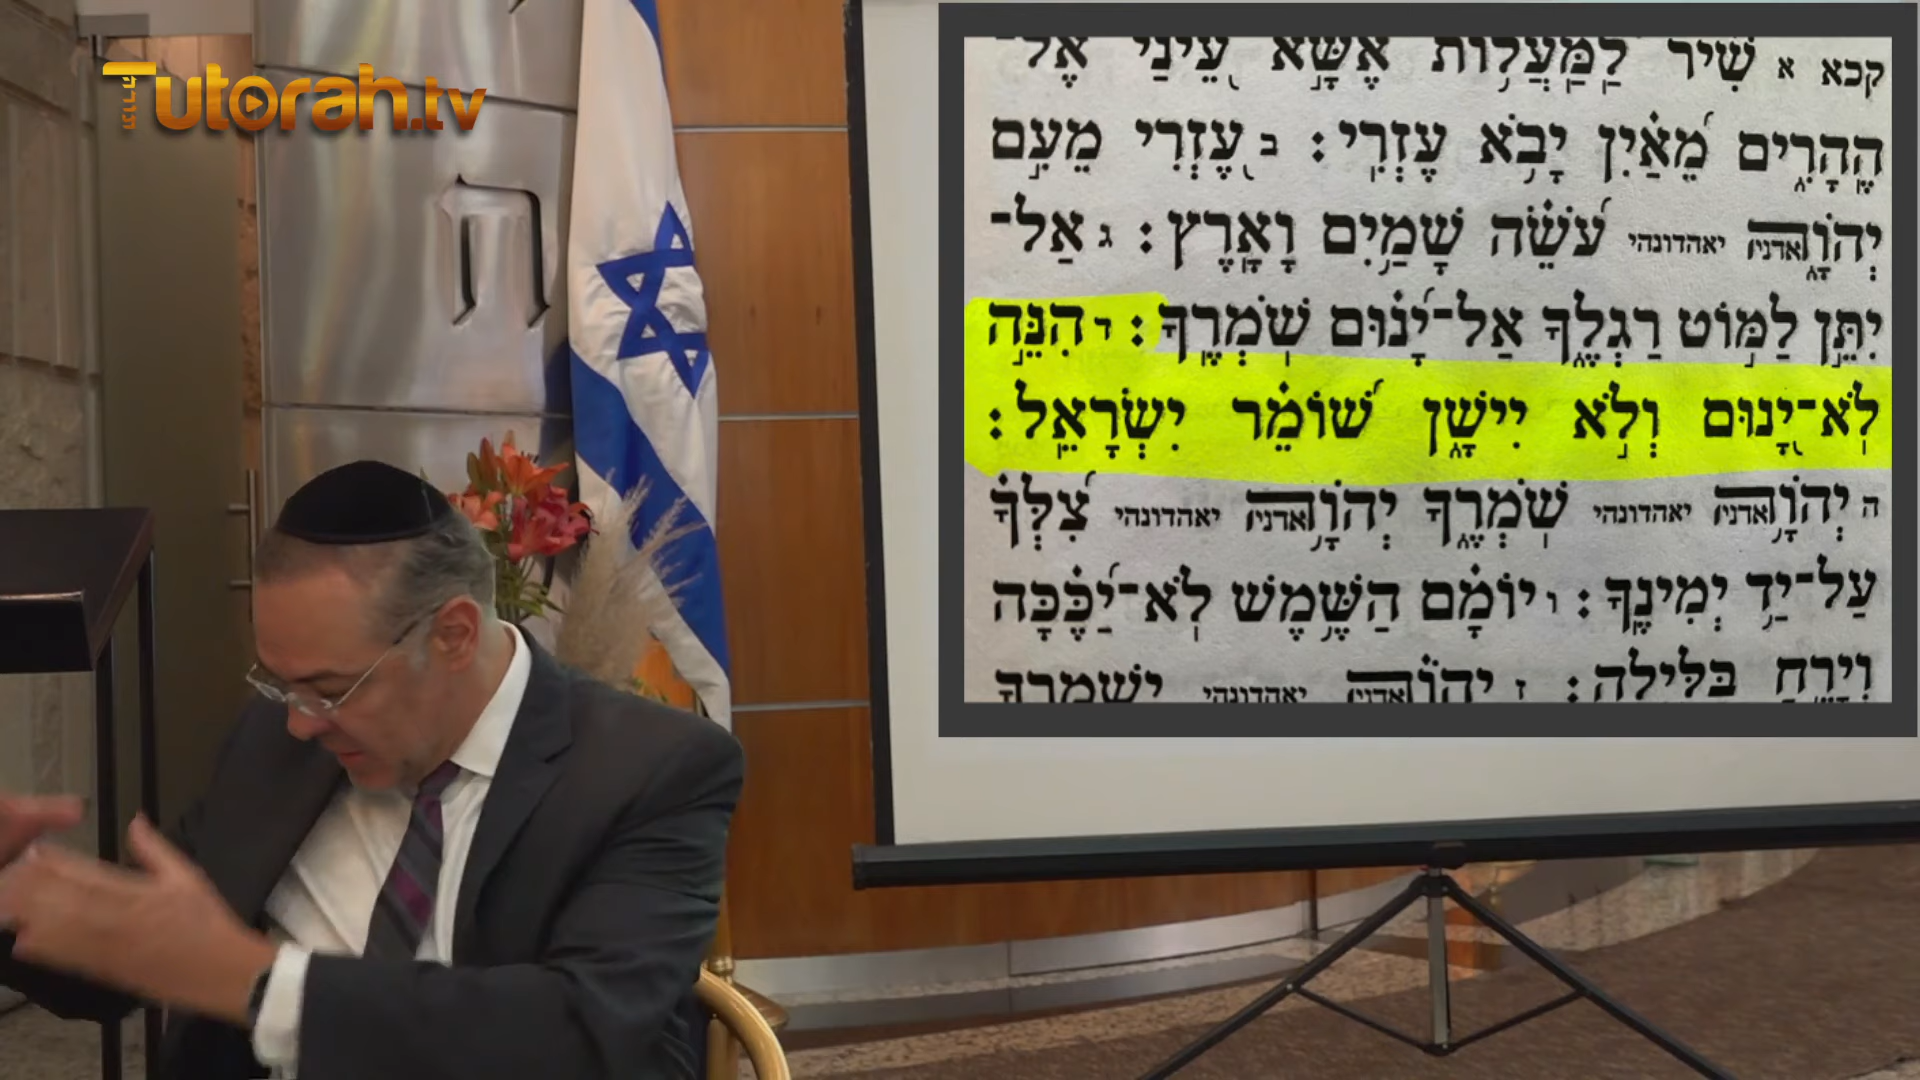 Tutorah.tv
תורה
ח
קכא א שִׁיר לַמַּעֲלוֹת אֶשָּׂא עֵינַי אֶל־
הֶהָרִים מֵאַיִן יָבֹא עֶזְרִי: ב עֶזְרִי מֵעִם
יְהוָה אדני יאהדונהי עֹשֵׂה שָׁמַיִם וָאָרֶץ: ג אַל־
יִתֵּן לַמּוֹט רַגְלֶךָ אַל־יָנוּם שֹׁמְרֶךָ: ד הִנֵּה
לֹא־יָנוּם וְלֹא יִישָׁן שׁוֹמֵר יִשְׂרָאֵל:
ה יְהוָה אדני יאהדונהי שֹׁמְרֶךָ יְהוָה אדני יאהדונהי צִלְּךָ
עַל־יַד יְמִינֶךָ: ו יוֹמָם הַשֶּׁמֶשׁ לֹא־יַכֶּכָּה
וְיָרֵחַ בַּלָּיְלָה: ז יְהוָה אדני יאהדונהי יִשְׁמָרְךָ